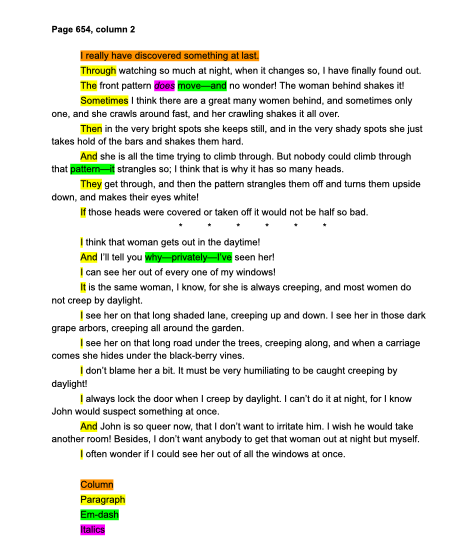 Page 654, column 2
I really have discovered something at last.
Through watching so much at night, when it changes so, I have finally found out.
The front pattern does move—and no wonder! The woman behind shakes it!
Sometimes I think there are a great many women behind, and sometimes only
one, and she crawls around fast, and her crawling shakes it all over.
Then in the very bright spots she keeps still, and in the very shady spots she just
takes hold of the bars and shakes them hard.
And she is all the time trying to climb through. But nobody could climb through
that pattern—it strangles so; I think that is why it has so many heads.
They get through, and then the pattern strangles them off and turns them upside
down, and makes their eyes white!
If those heads were covered or taken off it would not be half so bad.
* * * * * *
I think that woman gets out in the daytime!
And I'll tell you why—privately—I've seen her!
I can see her out of every one of my windows!
It is the same woman, I know, for she is always creeping, and most women do
not creep by daylight.
I see her on that long shaded lane, creeping up and down. I see her in those dark
grape arbors, creeping all around the garden.
I see her on that long road under the trees, creeping along, and when a carriage
comes she hides under the black-berry vines.
I don't blame her a bit. It must be very humiliating to be caught creeping by
daylight!
I always lock the door when I creep by daylight. I can't do it at night, for I know
John would suspect something at once.
And John is so queer now, that I don't want to irritate him. I wish he would take
another room! Besides, I don't want anybody to get that woman out at night but myself.
I often wonder if I could see her out of all the windows at once.
Column
Paragraph
Em-dash
Italics